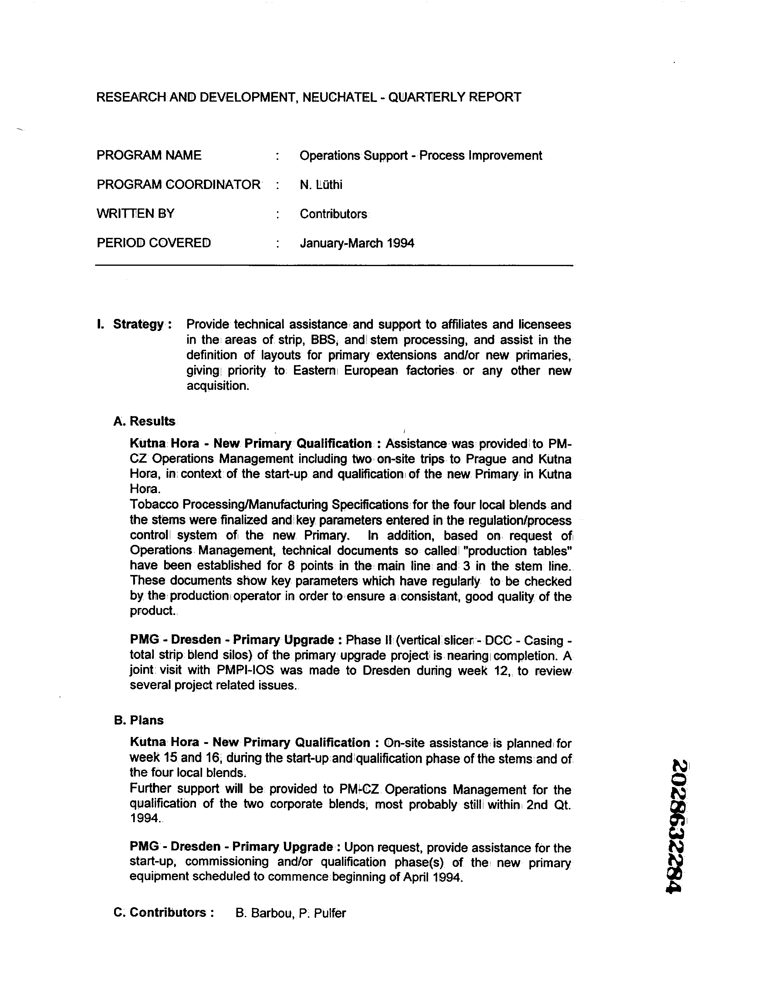 RESEARCH AND DEVELOPMENT, NEUCHATEL - QUARTERLY REPORT
PROGRAM NAME : Operations Support - Process Improvement
PROGRAM COORDINATOR : N. Lüthi
WRITTEN BY : Contributors
PERIOD COVERED : January-March 1994
I. Strategy : Provide technical assistance and support to affiliates and licensees
in the areas of strip, BBS, and stem processing, and assist in the
definition of layouts for primary extensions and/or new primaries,
giving priority to Eastern European factories or any other new
acquisition.
A. Results
Kutna Hora - New Primary Qualification : Assistance was provided to PM-
CZ Operations Management including two on-site trips to Prague and Kutna
Hora, in context of the start-up and qualification of the new Primary in Kutna
Hora.
Tobacco Processing/Manufacturing Specifications for the four local blends and
the stems were finalized and key parameters entered in the regulation/process
control system of the new Primary. In addition, based on request of
Operations Management, technical documents so called "production tables"
have been established for 8 points in the main line and 3 in the stem line.
These documents show key parameters which have regularly to be checked
by the production operator in order to ensure a consistant, good quality of the
product.
PMG - Dresden - Primary Upgrade : Phase II (vertical slicer - DCC - Casing -
total strip blend silos) of the primary upgrade project is nearing completion. A
joint visit with PMPI-IOS was made to Dresden during week 12, to review
several project related issues.
B. Plans
Kutna Hora - New Primary Qualification : On-site assistance is planned for
week 15 and 16, during the start-up and qualification phase of the stems and of
the four local blends.
Further support will be provided to PM-CZ Operations Management for the
qualification of the two corporate blends, most probably still within 2nd Qt.
1994.
PMG - Dresden - Primary Upgrade : Upon request, provide assistance for the
start-up, commissioning and/or qualification phase(s) of the new primary
equipment scheduled to commence beginning of April 1994.
C. Contributors : B. Barbou, P. Pulfer
2028632284